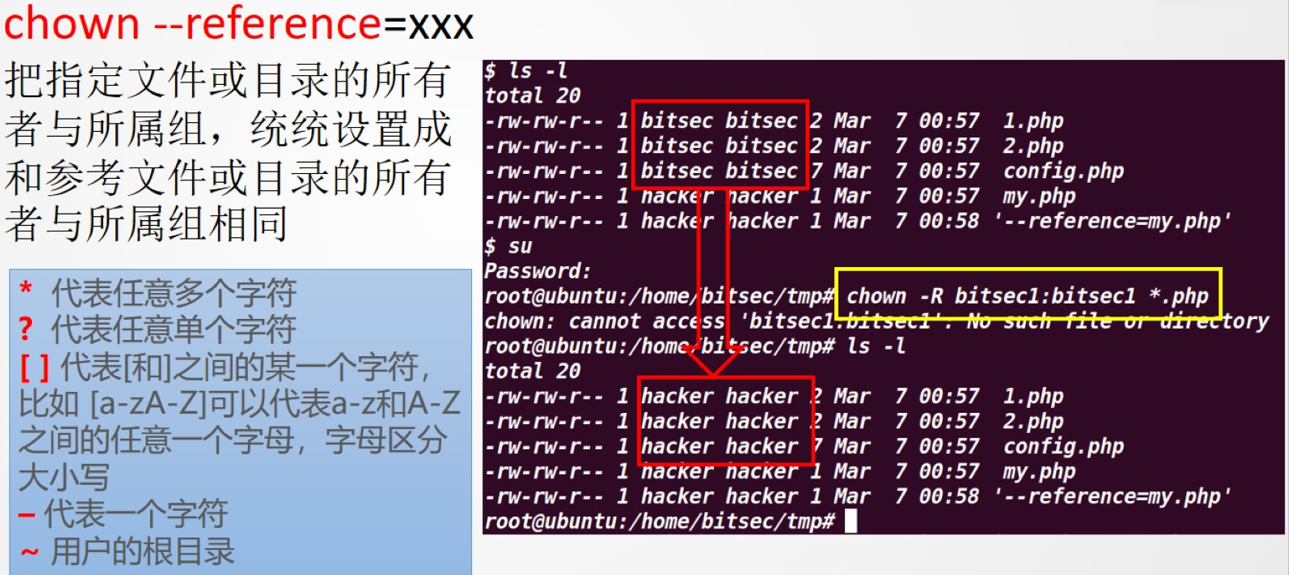 chown --reference=xxx
把指定文件或目录的所有
者与所属组，统统设置成
和参考文件或目录的所有
者与所属组相同
* 代表任意多个字符
? 代表任意单个字符
[ ] 代表[和]之间的某一个字符，
比如 [a-zA-Z]可以代表a-z和A-Z
之间的任意一个字母，字母区分
大小写
– 代表一个字符
~ 用户的根目录
$ ls -l
total 20
-rw-rw-r-- 1 bitsec bitsec 2 Mar  7 00:57  1.php
-rw-rw-r-- 1 bitsec bitsec 2 Mar  7 00:57  2.php
-rw-rw-r-- 1 bitsec bitsec 7 Mar  7 00:57  config.php
-rw-rw-r-- 1 hacker hacker 1 Mar  7 00:57  my.php
-rw-rw-r-- 1 hacker hacker 1 Mar  7 00:58 '--reference=my.php'
$ su
Password:
root@ubuntu:/home/bitsec/tmp# chown -R bitsec1:bitsec1 *.php
chown: cannot access 'bitsec1:bitsec1': No such file or directory
root@ubuntu:/home/bitsec/tmp# ls -l
total 20
-rw-rw-r-- 1 hacker hacker 2 Mar  7 00:57  1.php
-rw-rw-r-- 1 hacker hacker 2 Mar  7 00:57  2.php
-rw-rw-r-- 1 hacker hacker 7 Mar  7 00:57  config.php
-rw-rw-r-- 1 hacker hacker 1 Mar  7 00:57  my.php
-rw-rw-r-- 1 hacker hacker 1 Mar  7 00:58 '--reference=my.php'
root@ubuntu:/home/bitsec/tmp#